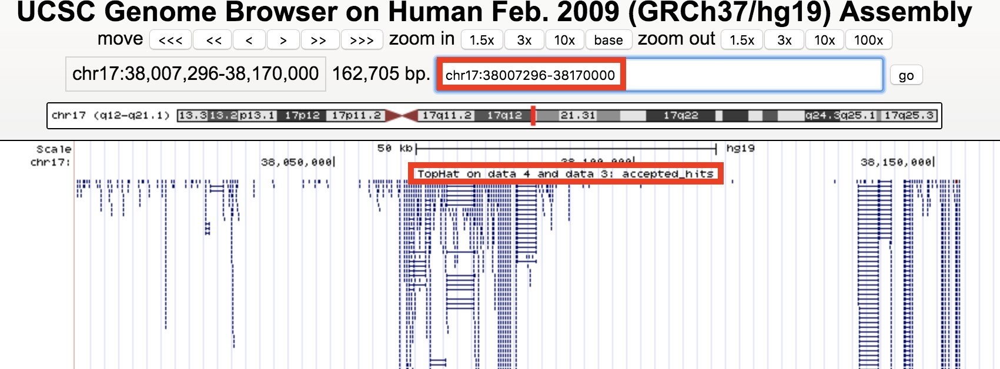 UCSC Genome Browser on Human Feb. 2009 (GRCh37/hg19) Assembly
move <<< << < > >> >>> zoom in 1.5x 3x 10x base zoom out 1.5x 3x 10x 100x
chr17:38,007,296-38,170,000 162,705 bp. chr17:38007296-38170000 go
chr17 (q12-q21.1) 13.3 13.2 p13.1 17p12 17p11.2 17q11.2 17q12 21.31 17q22 q24.3 q25.1 17q25.3
Scale 50 kb hg19
chr17: 38,050,000| 38,100,000| 38,150,000|
TopHat on data 4 and data 3: accepted_hits